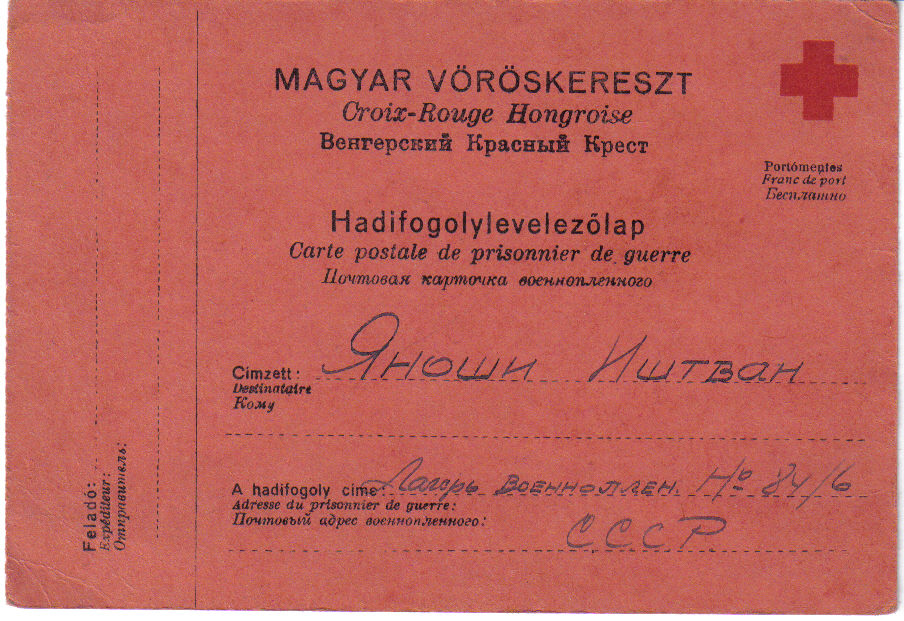 MAGYAR VÖRÖSKERESZT
Croix-Rouge Hongroise
Венгерский Красный Крест
Portómentes
Franc de port
Бесплатно
Hadifogolylevelezőlap
Carte postale de prisonnier de guerre
Почтовая карточка военнопленного
Címzett: Яноши Иштван
Destinataire
Кому
A hadifogoly címe: Лагерь Военноплен. Nº 84/6
Adresse du prisonnier de guerre:
Почтовый адрес военнопленного:
СССР
Feladó:
Expéditeur:
Отправитель: